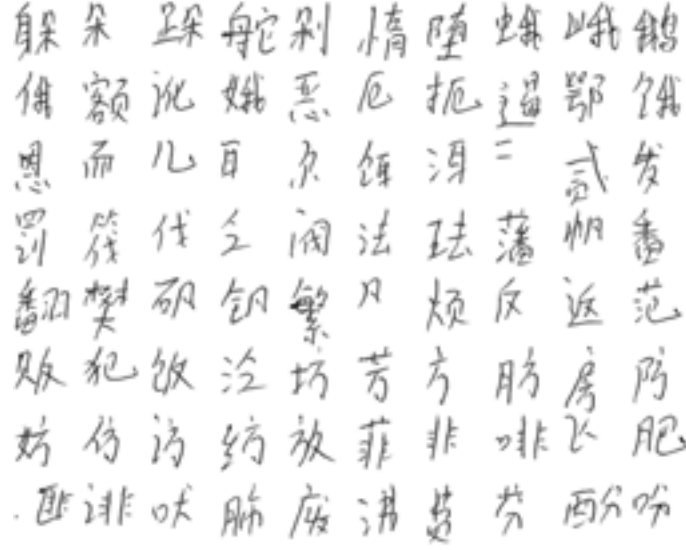 躲朵跺舵剁惰堕蛾峨鹅
俄额讹娥恶厄扼遏鄂饿
恩而儿耳尔饵洱二贰发
罚筏伐乏阀法珐藩帆番
翻樊矾钒繁凡烦反返范
贩犯饭泛坊芳方肪房防
妨仿访纺放菲非啡飞肥
匪诽吠肺废沸费芬酚吩